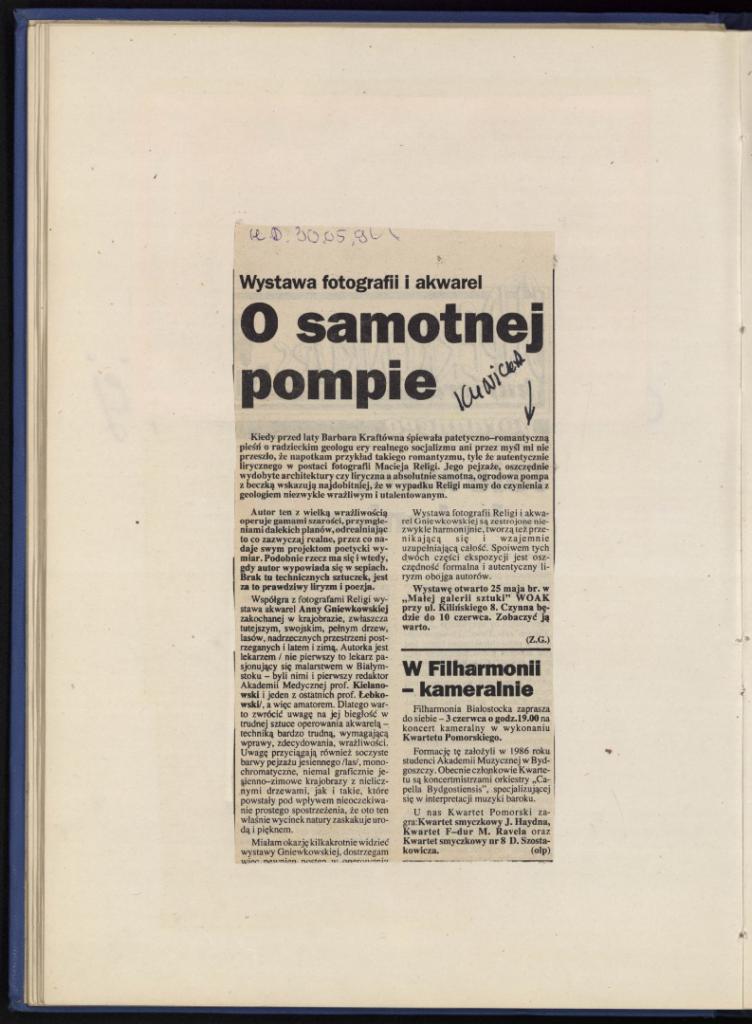 30.05.94
Wystawa fotografii i akwarel
O samotnej
pompie
Kiedy przed laty Barbara Kraftówna śpiewała patetyczno–romantyczną
pieśń o radzieckim geologu ery realnego socjalizmu ani przez myśl mi nie
przeszło, że napotkam przykład takiego romantyzmu, tyle że autentycznie
lirycznego w postaci fotografii Macieja Religi. Jego pejzaże, oszczędnie
wydobyte architektury czy liryczna a absolutnie samotna, ogrodowa pompa
z beczką wskazują najdobitniej, że w wypadku Religi mamy do czynienia z
geologiem niezwykle wrażliwym i utalentowanym.
Autor ten z wielką wrażliwością
operuje gamami szarości, przymgle-
niami dalekich planów, odrealniając
to co zazwyczaj realne, przez co na-
daje swym projektom poetycki wy-
miar. Podobnie rzecz ma się i wtedy,
gdy autor wypowiada się w sepiach.
Brak tu technicznych sztuczek, jest
za to prawdziwy liryzm i poezja.
Współgra z fotografami Religi wy-
stawa akwarel Anny Gniewkowskiej
zakochanej w krajobrazie, zwłaszcza
tutejszym, swojskim, pełnym drzew,
lasów, nadrzecznych przestrzeni post-
rzeganych i latem i zimą. Autorka jest
lekarzem / nie pierwszy to lekarz pa-
sjonujący się malarstwem w Białym-
stoku – byli nimi i pierwszy redaktor
Akademii Medycznej prof. Kielano-
wski i jeden z ostatnich prof. Łebko-
wski/, a więc amatorem. Dlatego war-
to zwrócić uwagę na jej biegłość w
trudnej sztuce operowania akwarelą –
techniką bardzo trudną, wymagającą
wprawy, zdecydowania, wrażliwości.
Uwagę przyciągają również soczyste
barwy pejzażu jesiennego /las/, mono-
chromatyczne, niemal graficznie je-
sienno–zimowe krajobrazy z nielicz-
nymi drzewami, jak i takie, które
powstały pod wpływem nieoczekiwa-
nie prostego spostrzeżenia, że oto ten
właśnie wycinek natury zaskakuje uro-
dą i pięknem.
Miałam okazję kilkakrotnie widzieć
wystawy Gniewkowskiej, dostrzegam
więc pewien postęp w operowaniu
Wystawa fotografii Religi i akwa-
rel Gniewkowskiej są zestrojone nie-
zwykle harmonijnie, tworzą też prze-
nikającą się i wzajemnie
uzupełniającą całość. Spoiwem tych
dwóch części ekspozycji jest osz-
czędność formalna i autentyczny li-
ryzm obojga autorów.
Wystawę otwarto 25 maja br. w
„Małej galerii sztuki" WOAK
przy ul. Kilińskiego 8. Czynna bę-
dzie do 10 czerwca. Zobaczyć ją
warto.
(Z.G.)
W Filharmonii
– kameralnie
Filharmonia Białostocka zaprasza
do siebie – 3 czerwca o godz.19.00 na
koncert kameralny w wykonaniu
Kwartetu Pomorskiego.
Formację tę założyli w 1986 roku
studenci Akademii Muzycznej w Byd-
goszczy. Obecnie członkowie Kwarte-
tu są koncertmistrzami orkiestry „Ca-
pella Bydgostiensis", specjalizującej
się w interpretacji muzyki baroku.
U nas Kwartet Pomorski za-
gra:Kwartet smyczkowy J. Haydna,
Kwartet F–dur M. Ravela oraz
Kwartet smyczkowy nr 8 D. Szosta-
kowicza.
(olp)